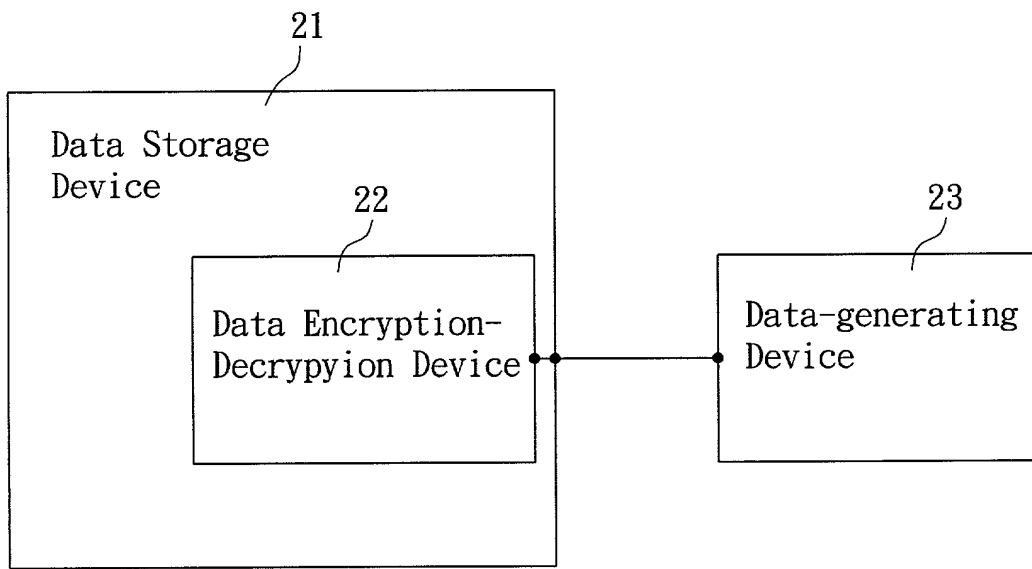 21
Data Storage
Device
22
Data Encryption-
Decrypyion Device
23
Data-generating
Device